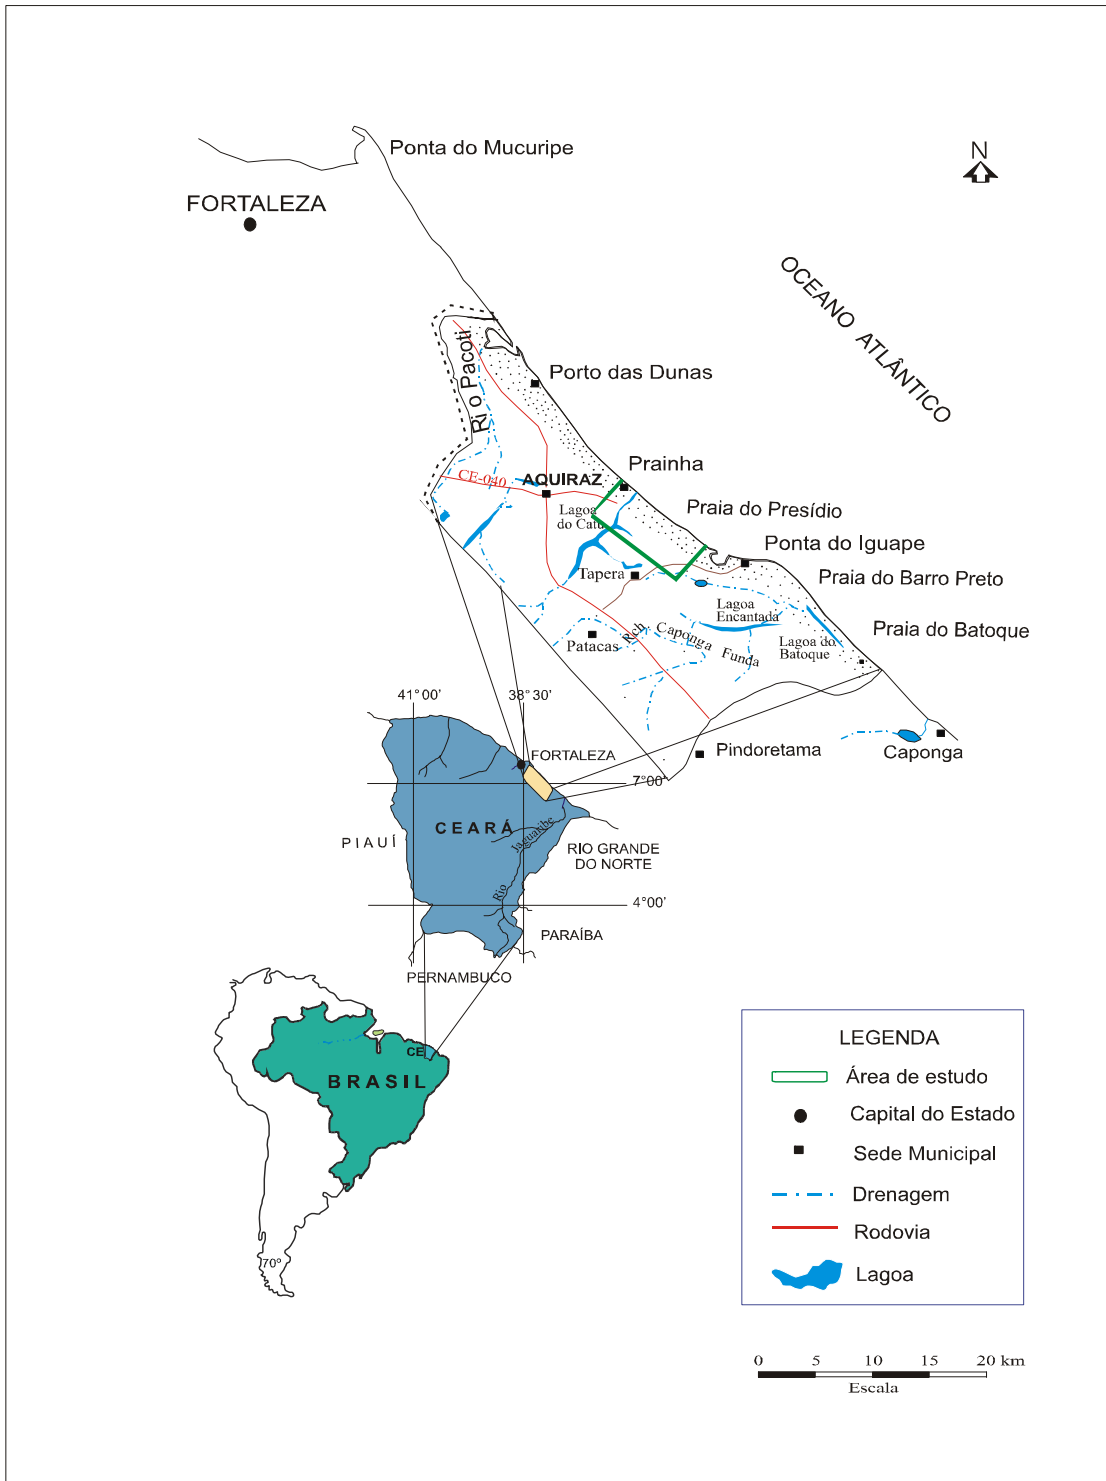 Ponta do Mucuripe
N
FORTALEZA
OCEANO ATLÂNTICO
Ri o Pacoti
Porto das Dunas
Prainha
CE-040
AQUIRAZ
Lagoa
do Catu
Praia do Presídio
Ponta do Iguape
Tapera
Praia do Barro Preto
Lagoa
Encantada
Praia do Batoque
Rich Caponga Funda
Patacas
Lagoa do
Batoque
41°00'
38°30'
Pindoretama
Caponga
FORTALEZA
7°00'
CEARÁ
PIAUÍ
Jaguaribe
Rio
RIO GRANDE
DO NORTE
4°00'
PARAÍBA
PERNAMBUCO
CE
BRASIL
70º
LEGENDA
Área de estudo
Capital do Estado
Sede Municipal
Drenagem
Rodovia
Lagoa
0 5 10 15 20 km
Escala